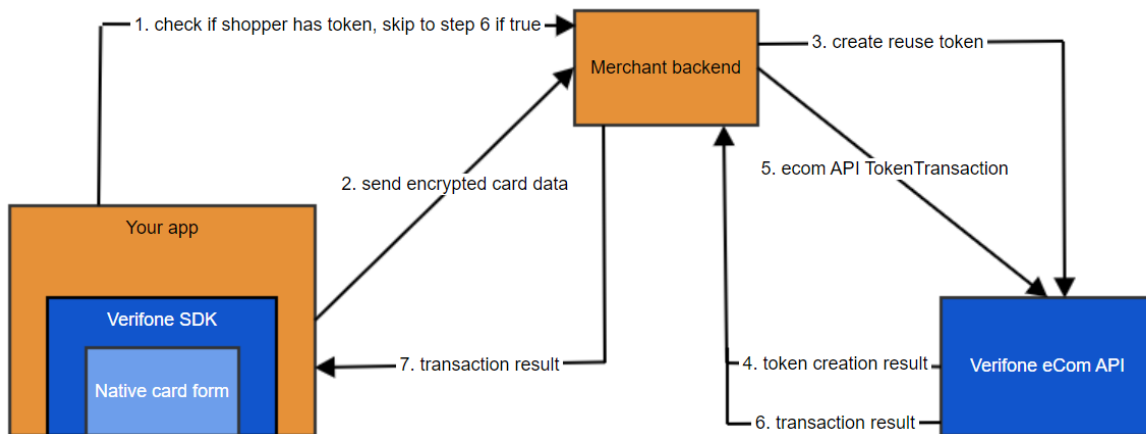 1. check if shopper has token, skip to step 6 if true
3. create reuse token
Merchant backend
5. ecom API TokenTransaction
2. send encrypted card data
Your app
Verifone SDK
Native card form
7. transaction result
4. token creation result
Verifone eCom API
6. transaction result